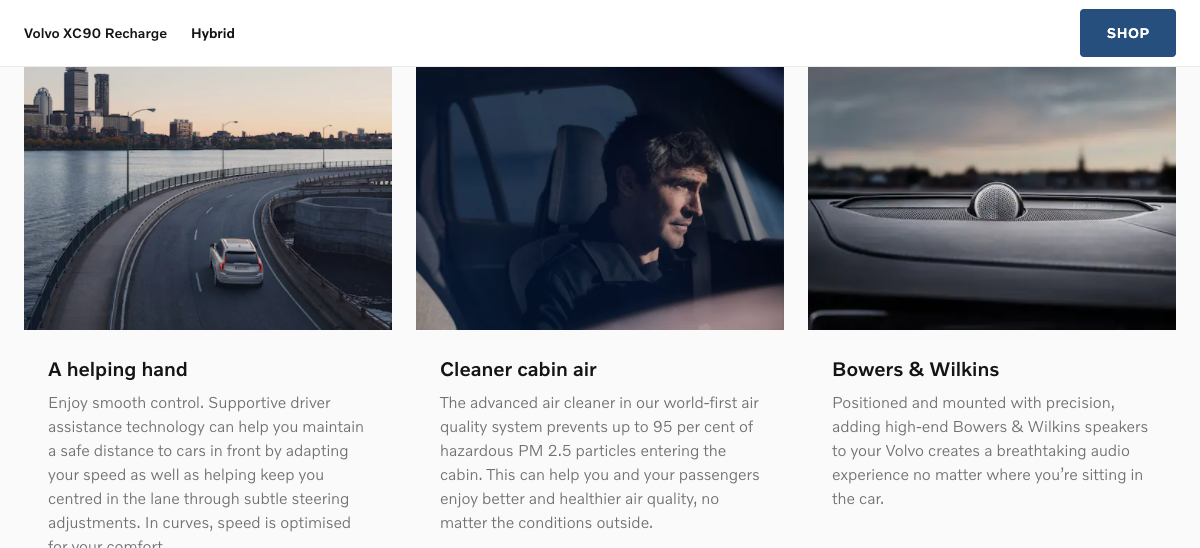 Volvo XC90 Recharge Hybrid SHOP
A helping hand
Enjoy smooth control. Supportive driver
assistance technology can help you maintain
a safe distance to cars in front by adapting
your speed as well as helping keep you
centred in the lane through subtle steering
adjustments. In curves, speed is optimised
for your comfort.
Cleaner cabin air
The advanced air cleaner in our world-first air
quality system prevents up to 95 per cent of
hazardous PM 2.5 particles entering the
cabin. This can help you and your passengers
enjoy better and healthier air quality, no
matter the conditions outside.
Bowers & Wilkins
Positioned and mounted with precision,
adding high-end Bowers & Wilkins speakers
to your Volvo creates a breathtaking audio
experience no matter where you’re sitting in
the car.